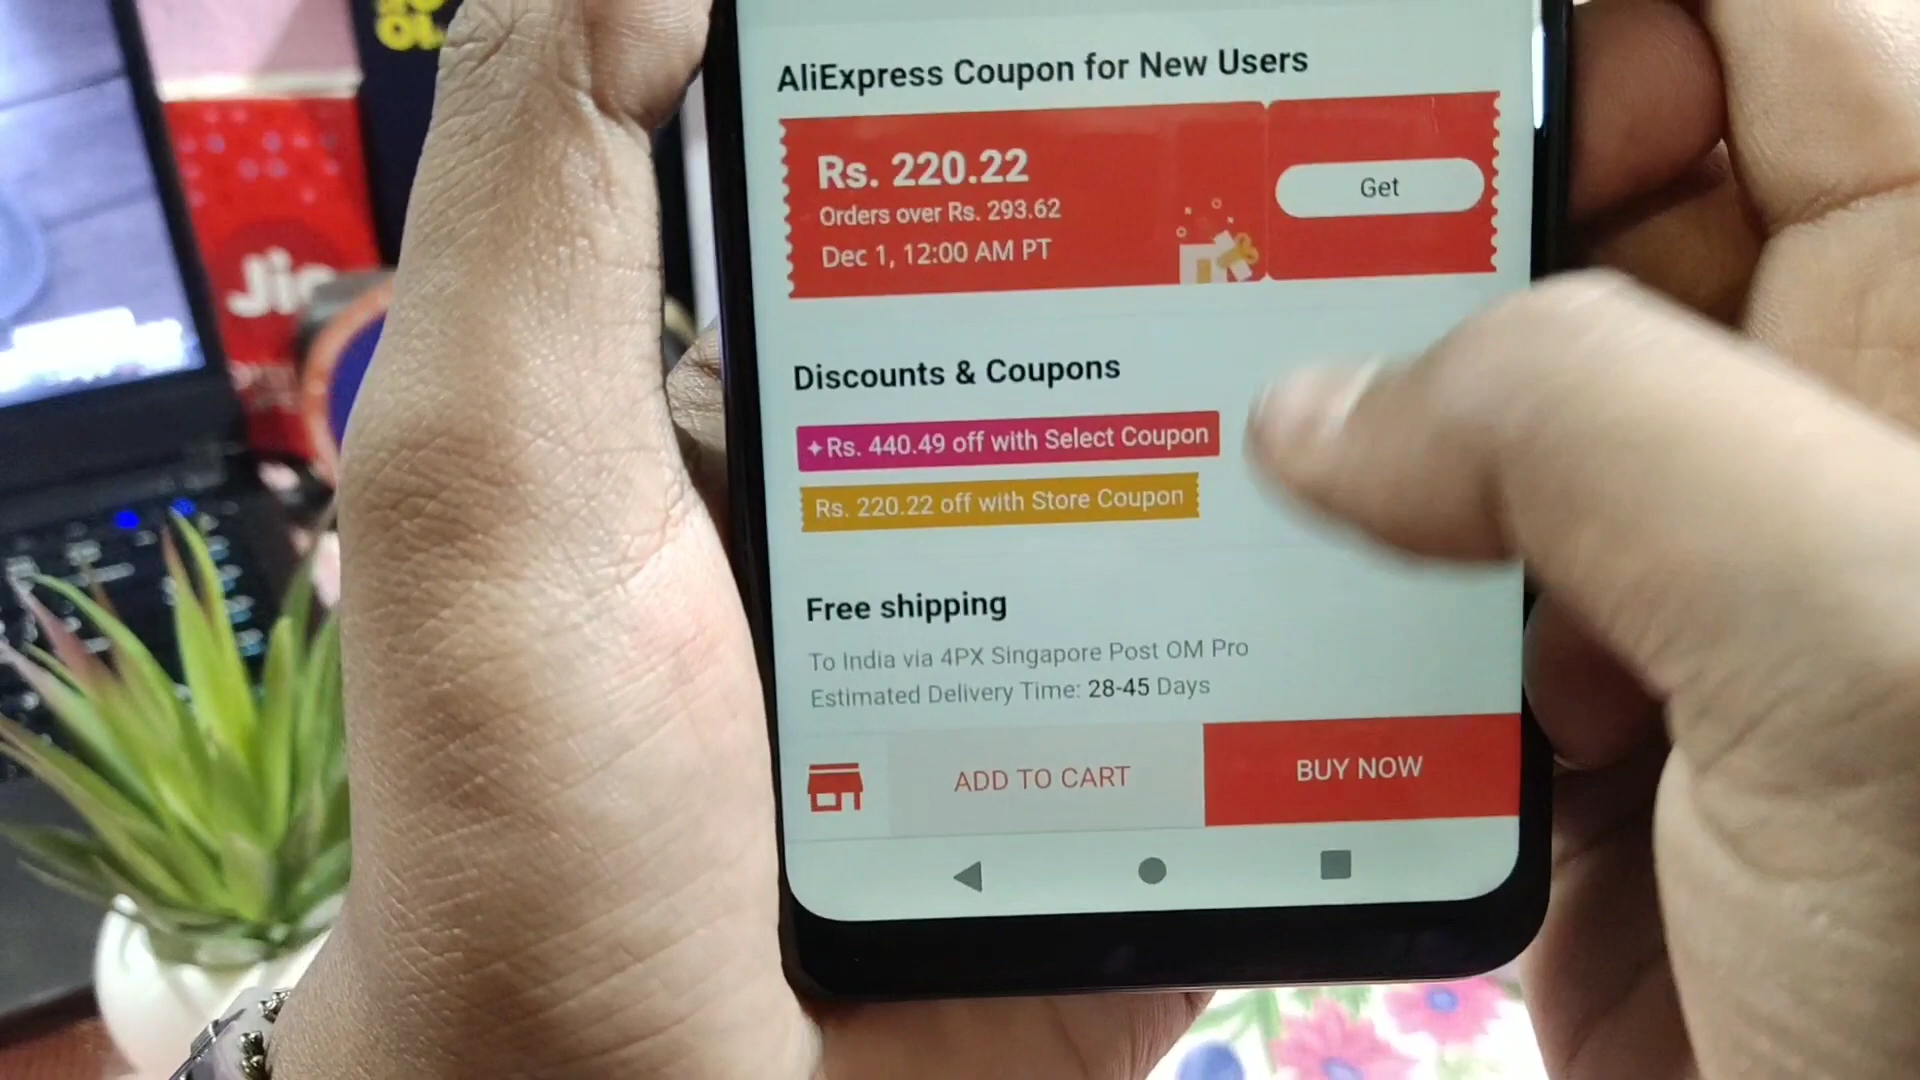 AliExpress Coupon for New Users
Rs. 220.22
Orders over Rs. 293.62
Dec 1, 12:00 AM PT
Get
Discounts & Coupons
Rs. 440.49 off with Select Coupon
Rs. 220.22 off with Store Coupon
Free shipping
To India via 4PX Singapore Post OM Pro
Estimated Delivery Time: 28-45 Days
ADD TO CART
BUY NOW
Jio